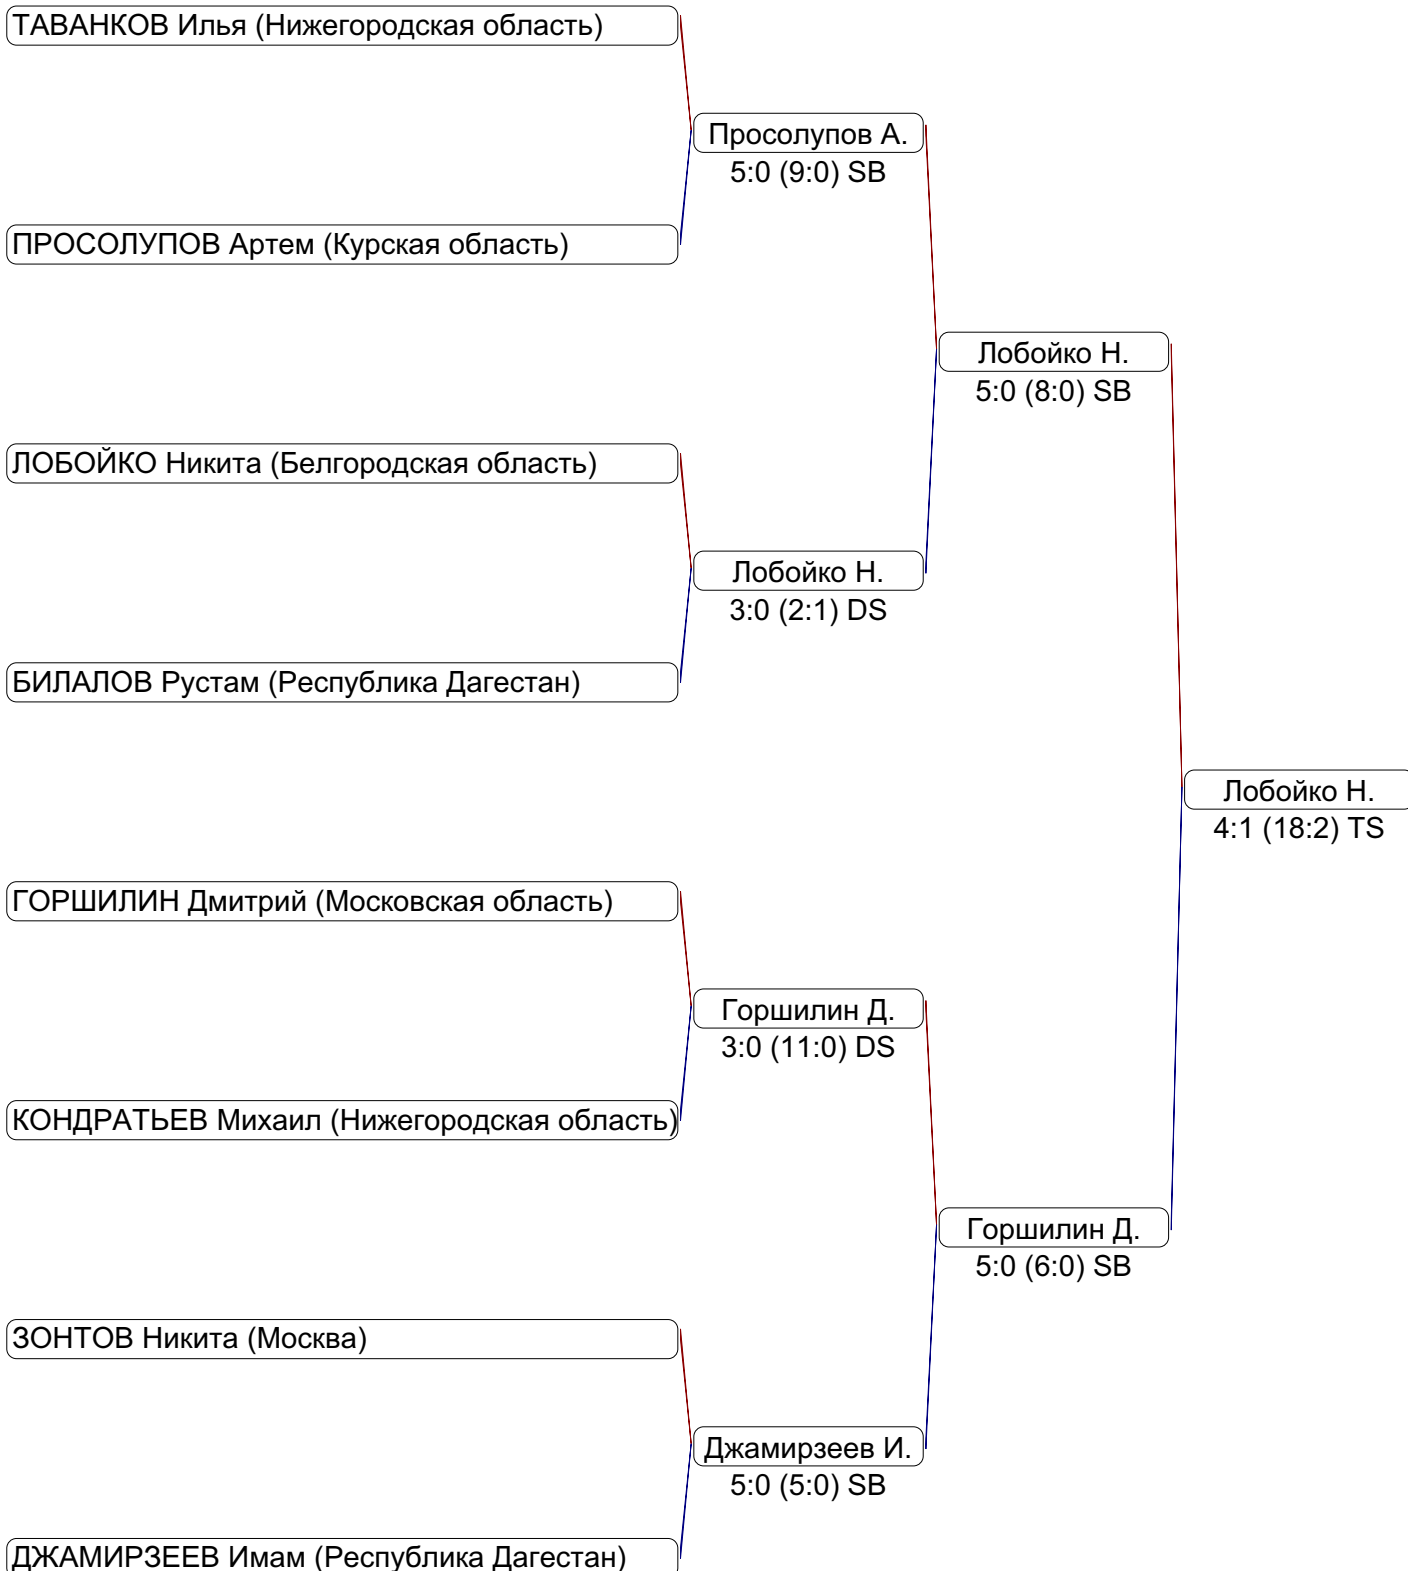 ТАВАНКОВ Илья (Нижегородская область)
Просолупов А.
5:0 (9:0) SB
ПРОСОЛУПОВ Артем (Курская область)
Лобойко Н.
5:0 (8:0) SB
ЛОБОЙКО Никита (Белгородская область)
Лобойко Н.
3:0 (2:1) DS
БИЛАЛОВ Рустам (Республика Дагестан)
Лобойко Н.
4:1 (18:2) TS
ГОРШИЛИН Дмитрий (Московская область)
Горшилин Д.
3:0 (11:0) DS
КОНДРАТЬЕВ Михаил (Нижегородская область)
Горшилин Д.
5:0 (6:0) SB
ЗОНТОВ Никита (Москва)
Джамирзеев И.
5:0 (5:0) SB
ДЖАМИРЗЕЕВ Имам (Республика Дагестан)